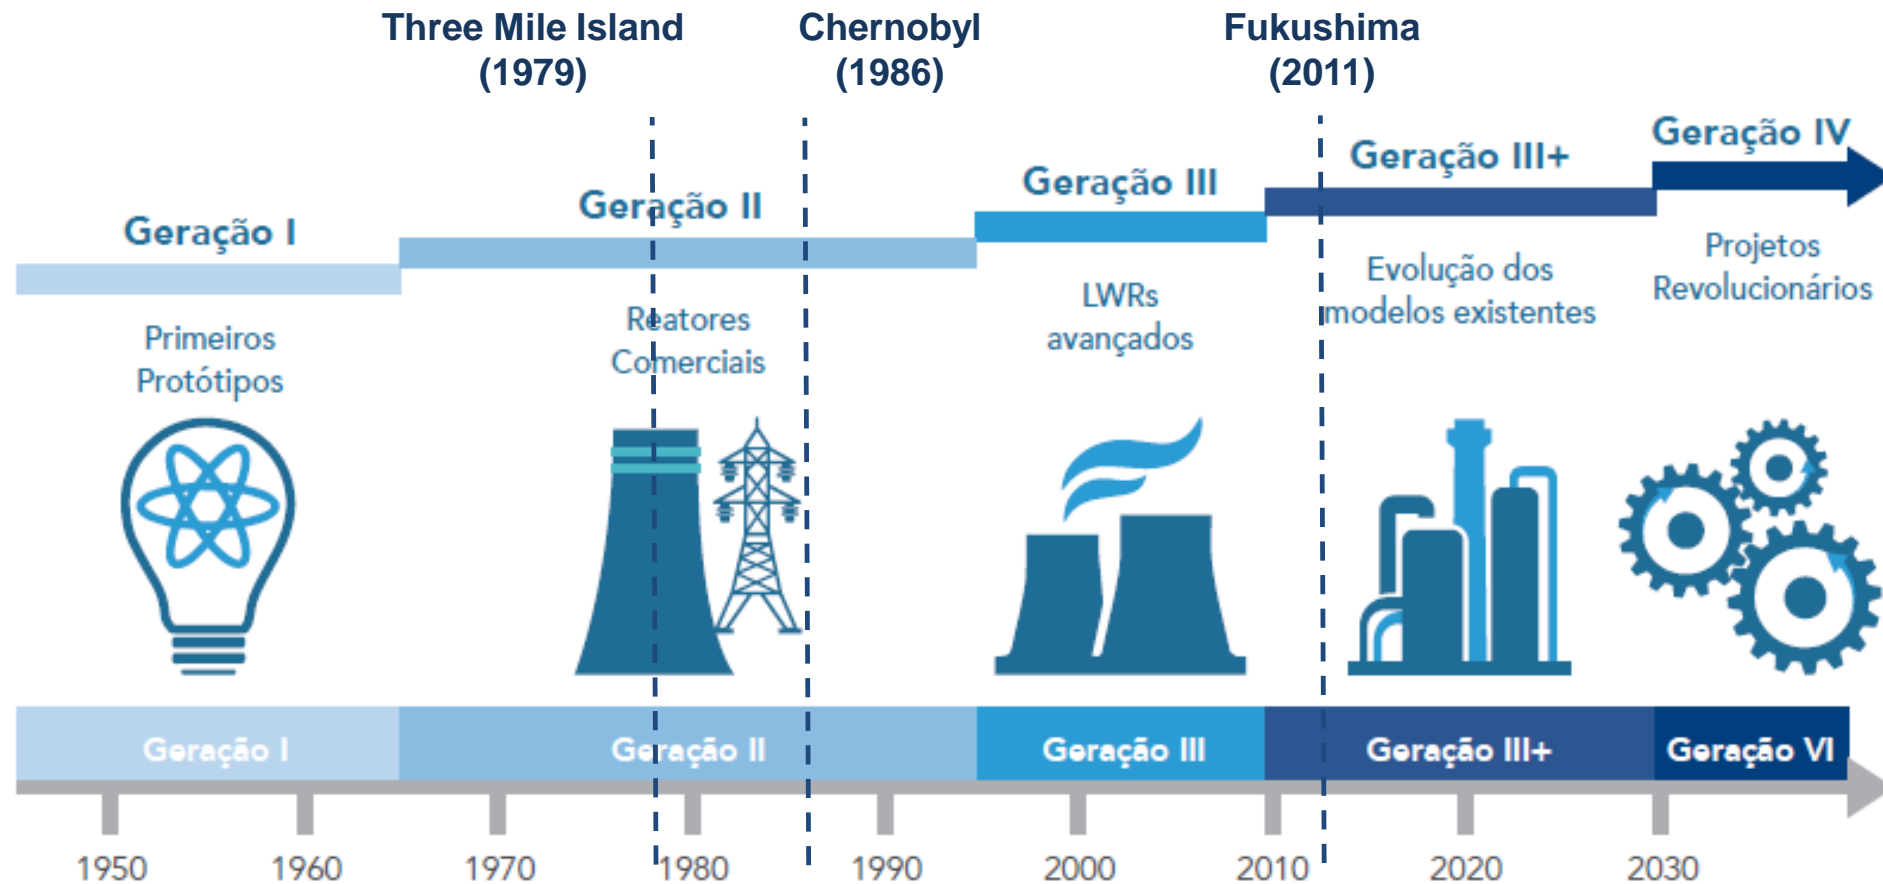 Three Mile Island
(1979)
Chernobyl
(1986)
Fukushima
(2011)
Geração I
Geração II
Geração III
Geração III+
Geração IV
Primeiros
Protótipos
Reatores
Comerciais
LWRs
avançados
Evolução dos
modelos existentes
Projetos
Revolucionários
Geração I
Geração II
Geração III
Geração III+
Geração VI
1950
1960
1970
1980
1990
2000
2010
2020
2030